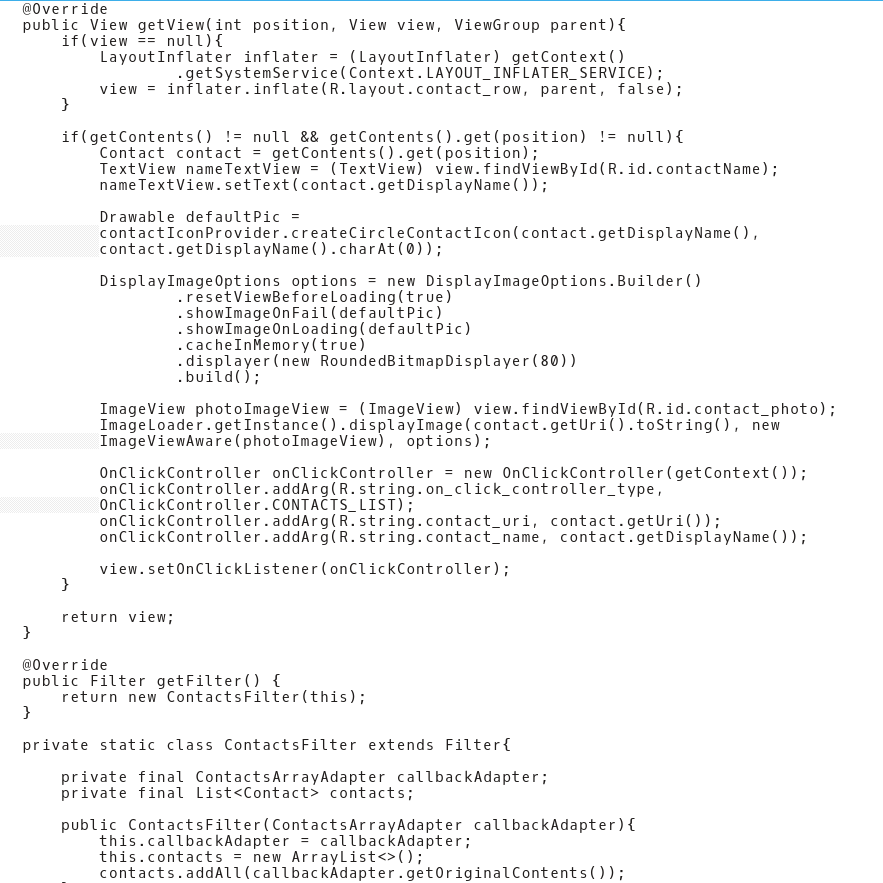 @Override
public View getView(int position, View view, ViewGroup parent){
    if(view == null){
        LayoutInflater inflater = (LayoutInflater) getContext()
                .getSystemService(Context.LAYOUT_INFLATER_SERVICE);
        view = inflater.inflate(R.layout.contact_row, parent, false);
    }

    if(getContents() != null && getContents().get(position) != null){
        Contact contact = getContents().get(position);
        TextView nameTextView = (TextView) view.findViewById(R.id.contactName);
        nameTextView.setText(contact.getDisplayName());

        Drawable defaultPic =
        contactIconProvider.createCircleContactIcon(contact.getDisplayName(),
        contact.getDisplayName().charAt(0));

        DisplayImageOptions options = new DisplayImageOptions.Builder()
                .resetViewBeforeLoading(true)
                .showImageOnFail(defaultPic)
                .showImageOnLoading(defaultPic)
                .cacheInMemory(true)
                .displayer(new RoundedBitmapDisplayer(80))
                .build();

        ImageView photoImageView = (ImageView) view.findViewById(R.id.contact_photo);
        ImageLoader.getInstance().displayImage(contact.getUri().toString(), new
        ImageViewAware(photoImageView), options);

        OnClickController onClickController = new OnClickController(getContext());
        onClickController.addArg(R.string.on_click_controller_type,
        OnClickController.CONTACTS_LIST);
        onClickController.addArg(R.string.contact_uri, contact.getUri());
        onClickController.addArg(R.string.contact_name, contact.getDisplayName());

        view.setOnClickListener(onClickController);
    }

    return view;
}

@Override
public Filter getFilter() {
    return new ContactsFilter(this);
}

private static class ContactsFilter extends Filter{

    private final ContactsArrayAdapter callbackAdapter;
    private final List<Contact> contacts;

    public ContactsFilter(ContactsArrayAdapter callbackAdapter){
        this.callbackAdapter = callbackAdapter;
        this.contacts = new ArrayList<>();
        contacts.addAll(callbackAdapter.getOriginalContents());